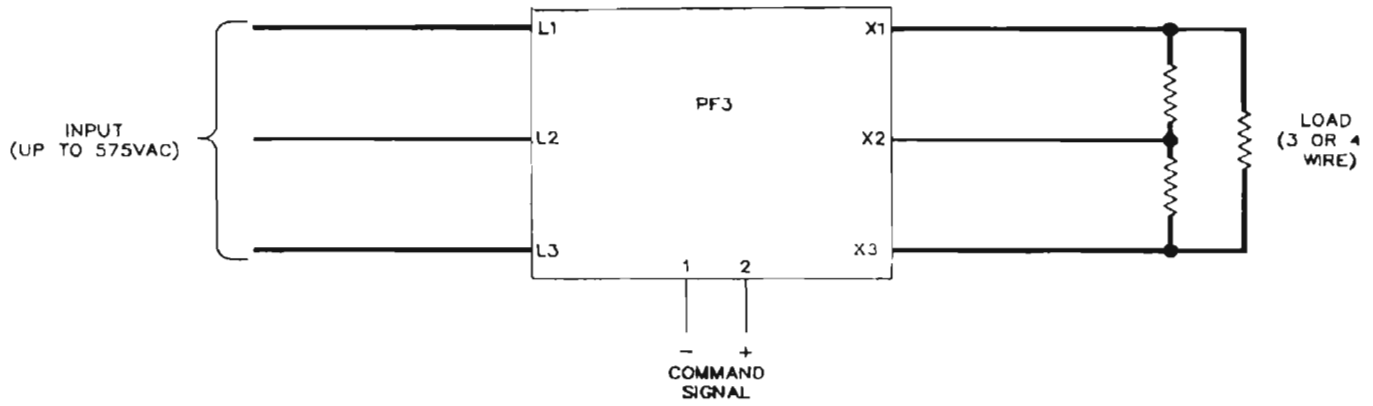 L1
X1
PF3
INPUT
(UP TO 575VAC)
L2
X2
LOAD
(3 OR 4
WIRE)
L3
X3
1 2
- +
COMMAND
SIGNAL